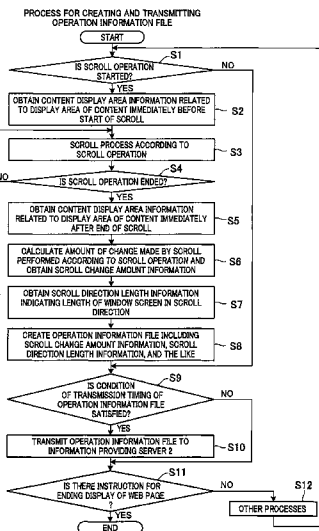 PROCESS FOR CREATING AND TRANSMITTING
OPERATION INFORMATION FILE
START
S1
IS SCROLL OPERATION
STARTED?
NO
YES
OBTAIN CONTENT DISPLAY AREA INFORMATION RELATED
TO DISPLAY AREA OF CONTENT IMMEDIATELY BEFORE
START OF SCROLL
S2
SCROLL PROCESS ACCORDING TO
SCROLL OPERATION
S3
S4
NO
IS SCROLL OPERATION ENDED?
YES
OBTAIN CONTENT DISPLAY AREA INFORMATION
RELATED TO DISPLAY AREA OF CONTENT IMMEDIATELY
AFTER END OF SCROLL
S5
CALCULATE AMOUNT OF CHANGE MADE BY SCROLL
PERFORMED ACCORDING TO SCROLL OPERATION AND
OBTAIN SCROLL CHANGE AMOUNT INFORMATION
S6
OBTAIN SCROLL DIRECTION LENGTH INFORMATION
INDICATING LENGTH OF WINDOW SCREEN IN SCROLL
DIRECTION
S7
CREATE OPERATION INFORMATION FILE INCLUDING
SCROLL CHANGE AMOUNT INFORMATION, SCROLL
DIRECTION LENGTH INFORMATION, AND THE LIKE
S8
S9
IS CONDITION
OF TRANSMISSION TIMING OF
OPERATION INFORMATION FILE
SATISFIED?
NO
YES
TRANSMIT OPERATION INFORMATION FILE TO
INFORMATION PROVIDING SERVER 2
S10
S11
IS THERE INSTRUCTION FOR
ENDING DISPLAY OF WEB PAGE
?
NO
S12
OTHER PROCESSES
YES
END